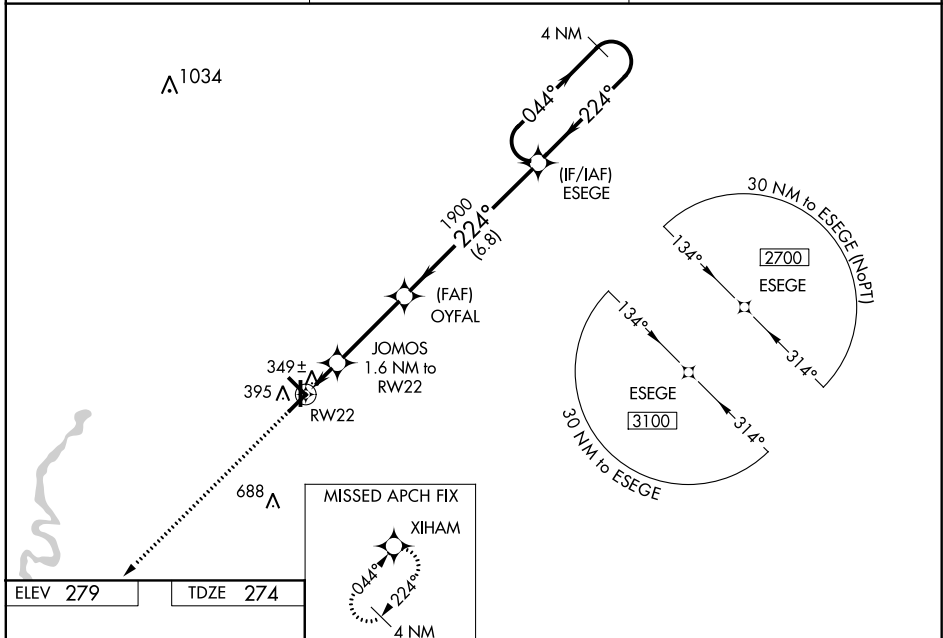 1034
4 NM
044°
224°
(IF/IAF)
ESEGE
1900
224°
(6.8)
(FAF)
OYFAL
JOMOS
1.6 NM to
RW22
349±
395
RW22
688
30 NM to ESEGE (NoPT)
134°
2700
ESEGE
314°
134°
ESEGE
3100
314°
30 NM to ESEGE
MISSED APCH FIX
XIHAM
044°
224°
4 NM
ELEV 279
TDZE 274